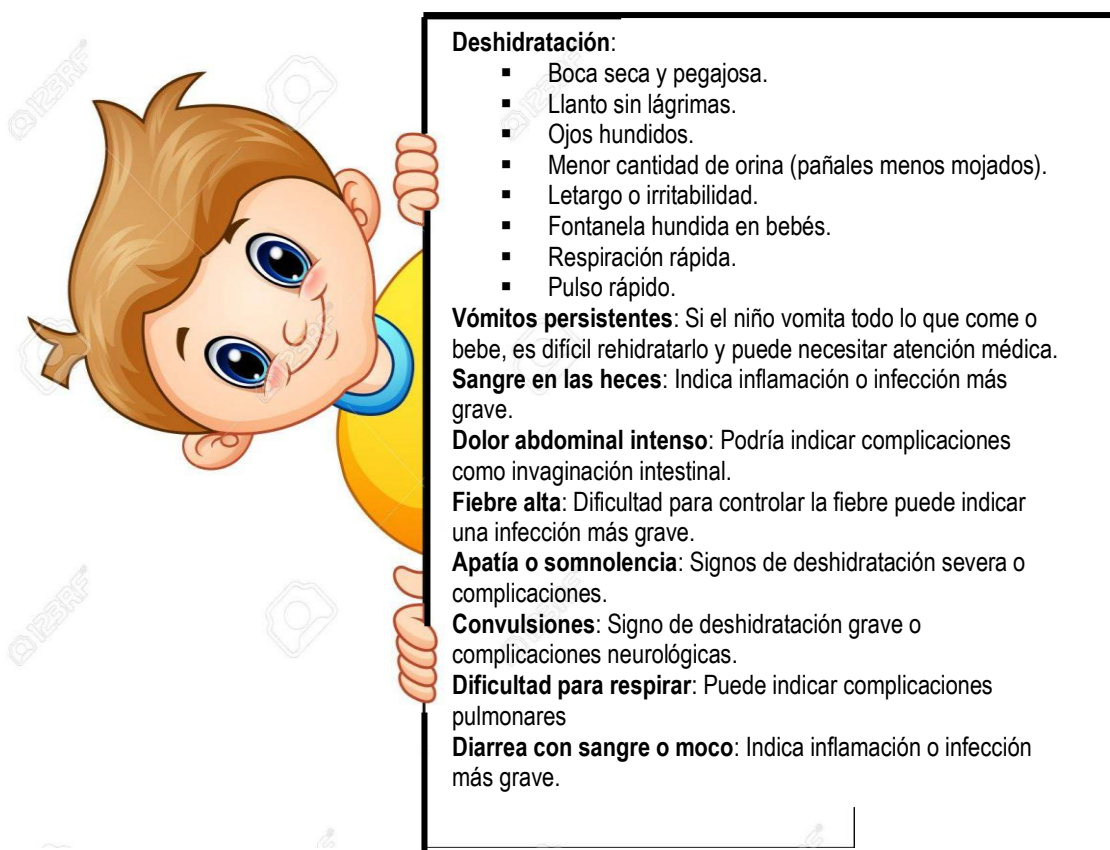 Deshidratación:
▪ Boca seca y pegajosa.
▪ Llanto sin lágrimas.
▪ Ojos hundidos.
▪ Menor cantidad de orina (pañales menos mojados).
▪ Letargo o irritabilidad.
▪ Fontanela hundida en bebés.
▪ Respiración rápida.
▪ Pulso rápido.
Vómitos persistentes: Si el niño vomita todo lo que come o
bebe, es difícil rehidratarlo y puede necesitar atención médica.
Sangre en las heces: Indica inflamación o infección más
grave.
Dolor abdominal intenso: Podría indicar complicaciones
como invaginación intestinal.
Fiebre alta: Dificultad para controlar la fiebre puede indicar
una infección más grave.
Apatía o somnolencia: Signos de deshidratación severa o
complicaciones.
Convulsiones: Signo de deshidratación grave o
complicaciones neurológicas.
Dificultad para respirar: Puede indicar complicaciones
pulmonares
Diarrea con sangre o moco: Indica inflamación o infección
más grave.
123RF
123RF
123RF
123RF